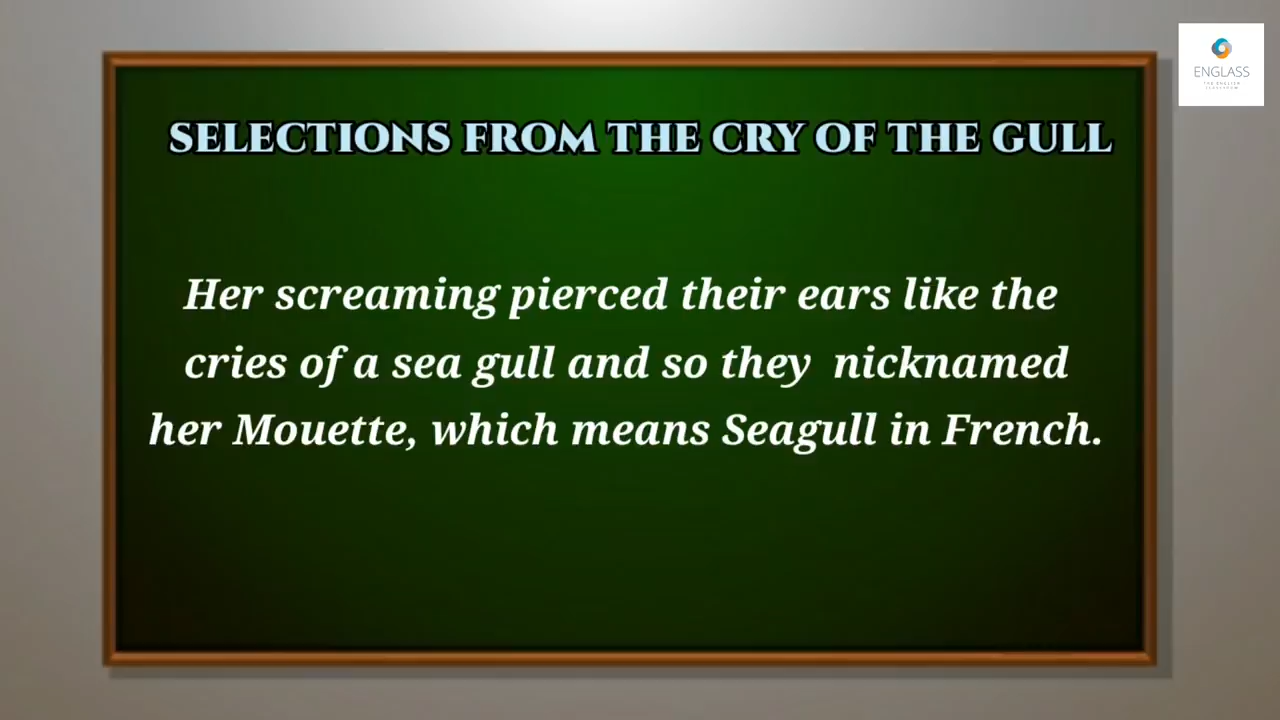 ENGLASS
SELECTIONS FROM THE CRY OF THE GULL
Her screaming pierced their ears like the
cries of a sea gull and so they nicknamed
her Mouette, which means Seagull in French.